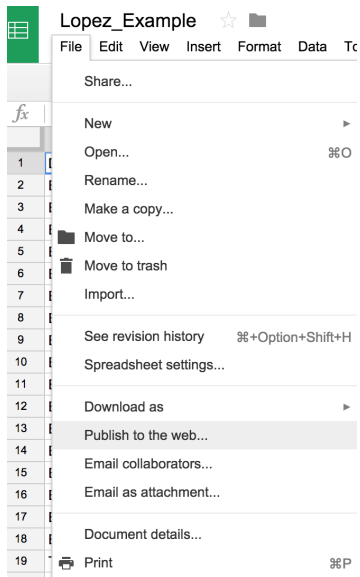 Lopez_Example
File Edit View Insert Format Data To
fx
Share...
New ►
Open... ⌘O
Rename...
Make a copy...
Move to...
Move to trash
Import...
See revision history ⌘+Option+Shift+H
Spreadsheet settings...
Download as ►
Publish to the web...
Email collaborators...
Email as attachment...
Document details...
Print ⌘P
1
2
3
4
5
6
7
8
9
10
11
12
13
14
15
16
17
18
19